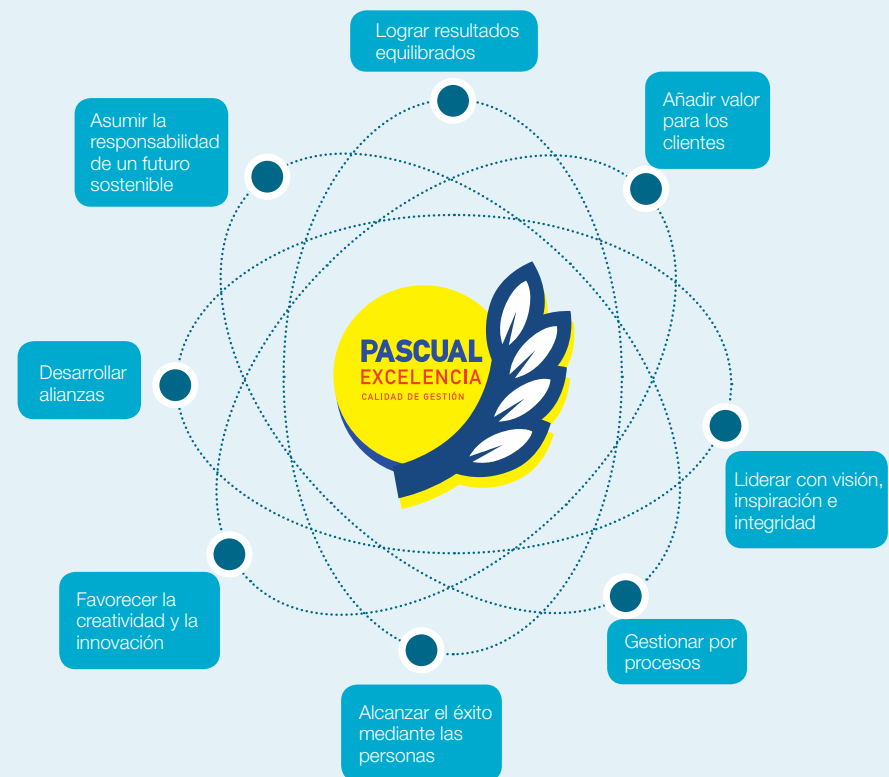 Lograr resultados
equilibrados
Añadir valor
para los
clientes
Asumir la
responsabilidad
de un futuro
sostenible
PASCUAL
EXCELENCIA
CALIDAD DE GESTIÓN
Desarrollar
alianzas
Liderar con visión,
inspiración e
integridad
Favorecer la
creatividad y la
innovación
Gestionar por
procesos
Alcanzar el éxito
mediante las
personas